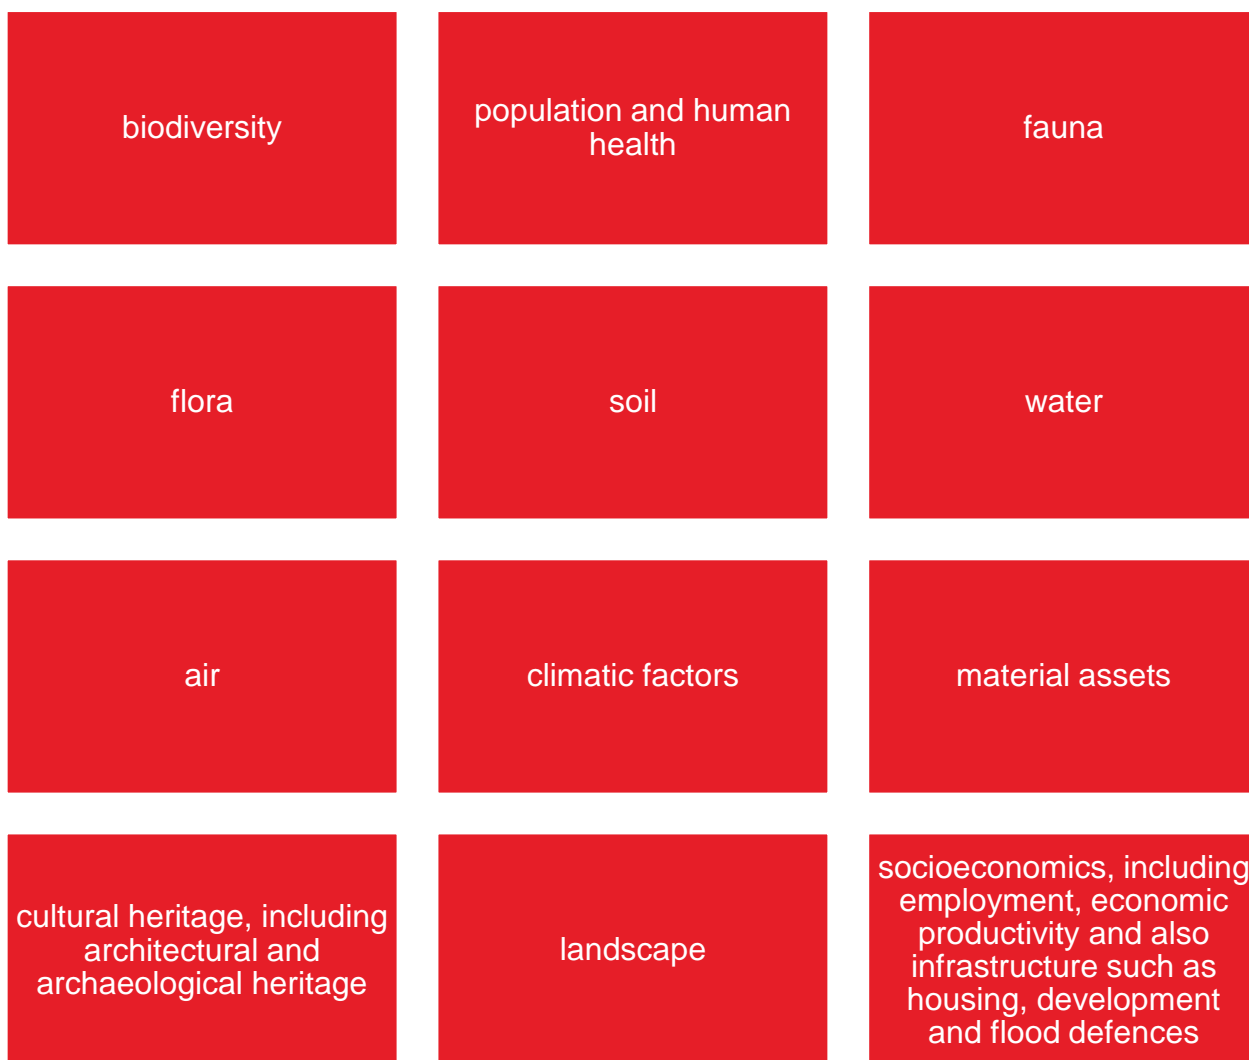 biodiversity
population and human
health
fauna
flora
soil
water
air
climatic factors
material assets
cultural heritage, including
architectural and
archaeological heritage
landscape
socioeconomics, including
employment, economic
productivity and also
infrastructure such as
housing, development
and flood defences